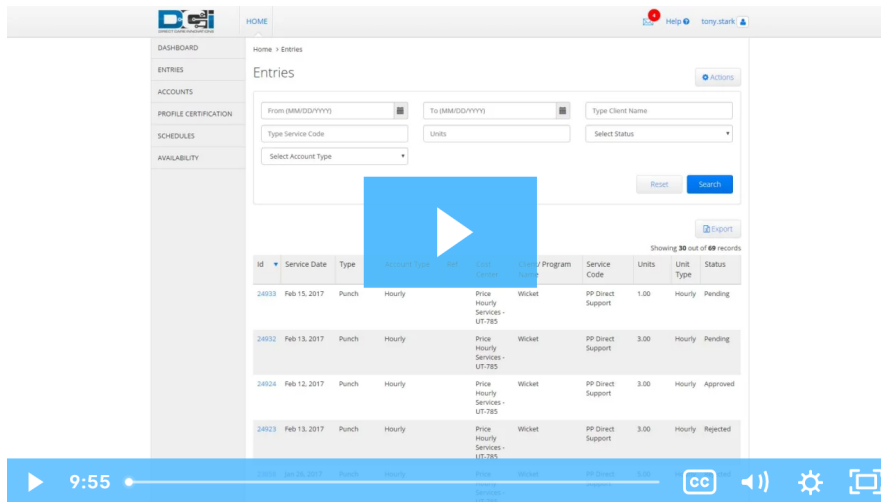 DCI
HOME
4
Help
tony.stark
DASHBOARD
ENTRIES
ACCOUNTS
PROFILE CERTIFICATION
SCHEDULES
AVAILABILITY
Home › Entries
Entries
Actions
From (MM/DD/YYYY)
To (MM/DD/YYYY)
Type Client Name
Type Service Code
Units
Select Status
Select Account Type
Reset
Search
Export
Showing 30 out of 69 records
Id Service Date Type Account Type Ref Cost Center Client/ Program Name Service Code Units Unit Type Status
24933 Feb 15, 2017 Punch Hourly Price Hourly Services - UT-785 Wicket PP Direct Support 1.00 Hourly Pending
24932 Feb 13, 2017 Punch Hourly Price Hourly Services - UT-785 Wicket PP Direct Support 3.00 Hourly Pending
24924 Feb 12, 2017 Punch Hourly Price Hourly Services - UT-785 Wicket PP Direct Support 3.00 Hourly Approved
24923 Feb 13, 2017 Punch Hourly Price Hourly Services - UT-785 Wicket PP Direct Support 3.00 Hourly Rejected
9:55
CC